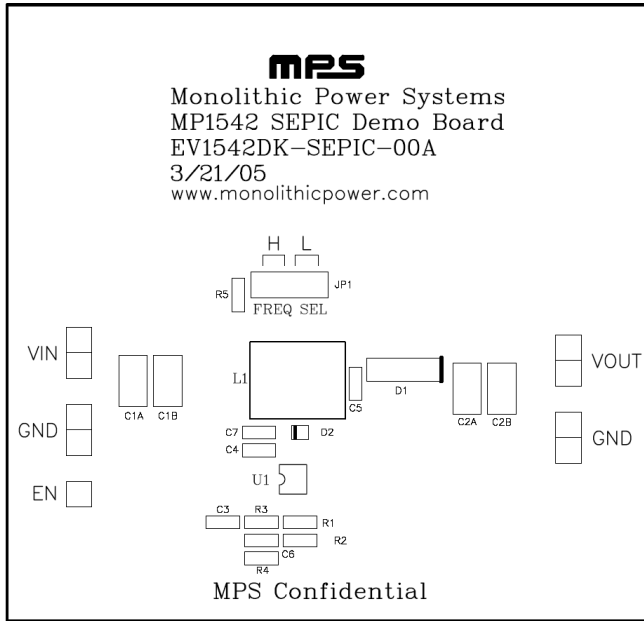 MPS
Monolithic Power Systems
MP1542 SEPIC Demo Board
EV1542DK-SEPIC-00A
3/21/05
www.monolithicpower.com
H L
R5 JP1
FREQ SEL
VIN VOUT
L1 D1
C5
C1A C1B C2A C2B
GND GND
C7 D2
C4
U1
EN
C3 R3 R1
R2
C6
R4
MPS Confidential